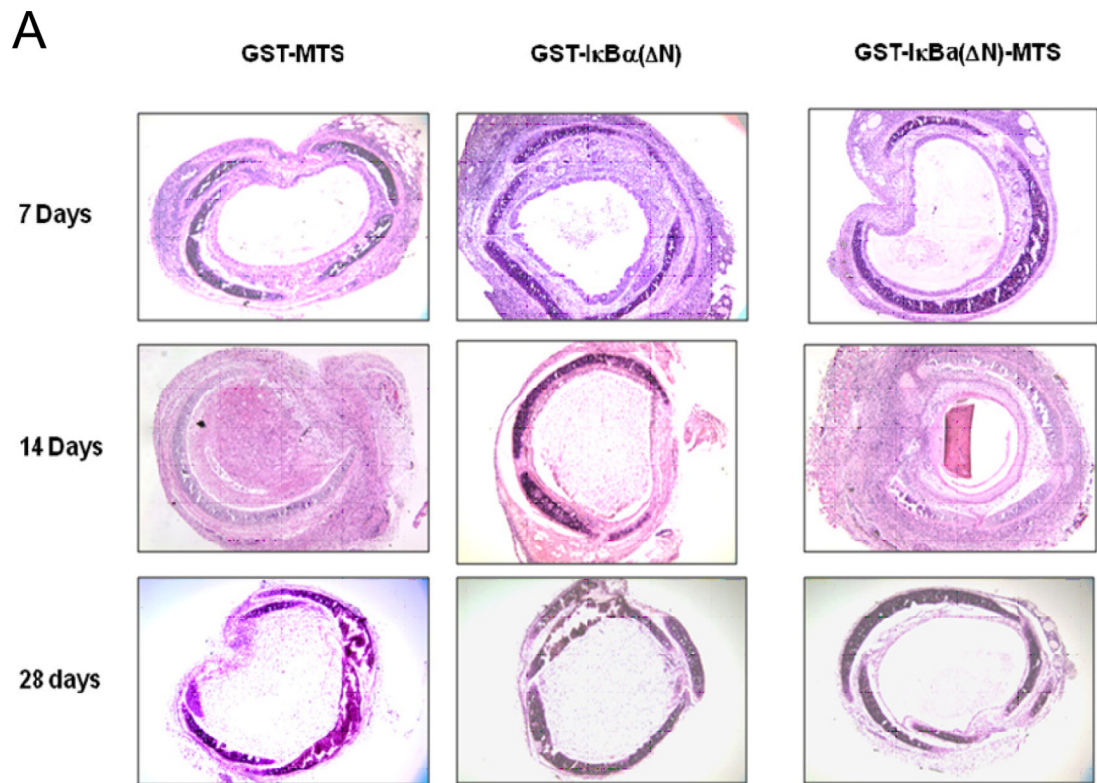 A
GST-MTS
GST-IκBα(ΔN)
GST-IκBa(ΔN)-MTS
7 Days
14 Days
28 days